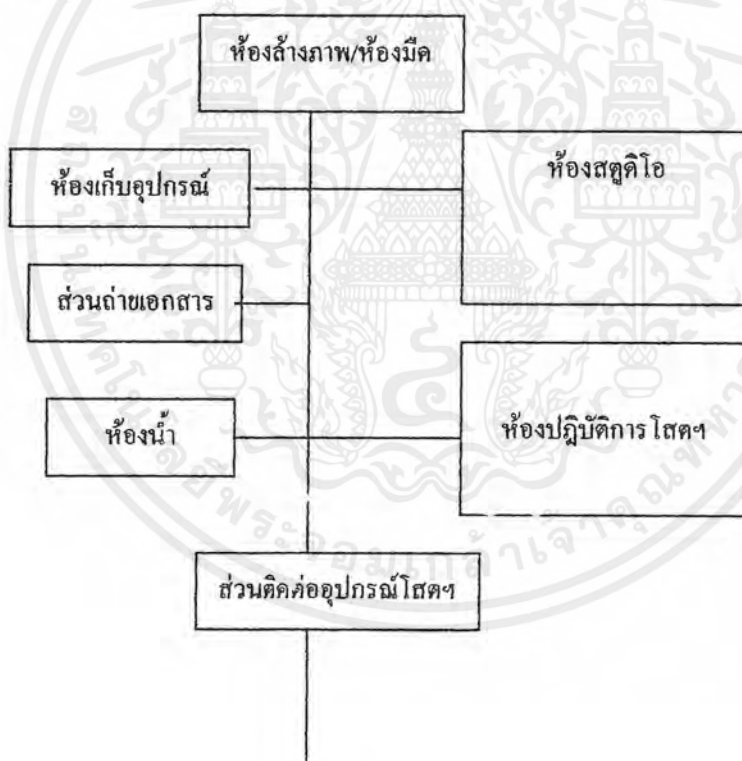 ห้องล้างภาพ/ห้องมืด
ห้องเก็บอุปกรณ์
ห้องสตูดิโอ
ส่วนถ่ายเอกสาร
ห้องน้ำ
ห้องปฎิบัติการโสตฯ
ส่วนติดต่ออุปกรณ์โสตฯ